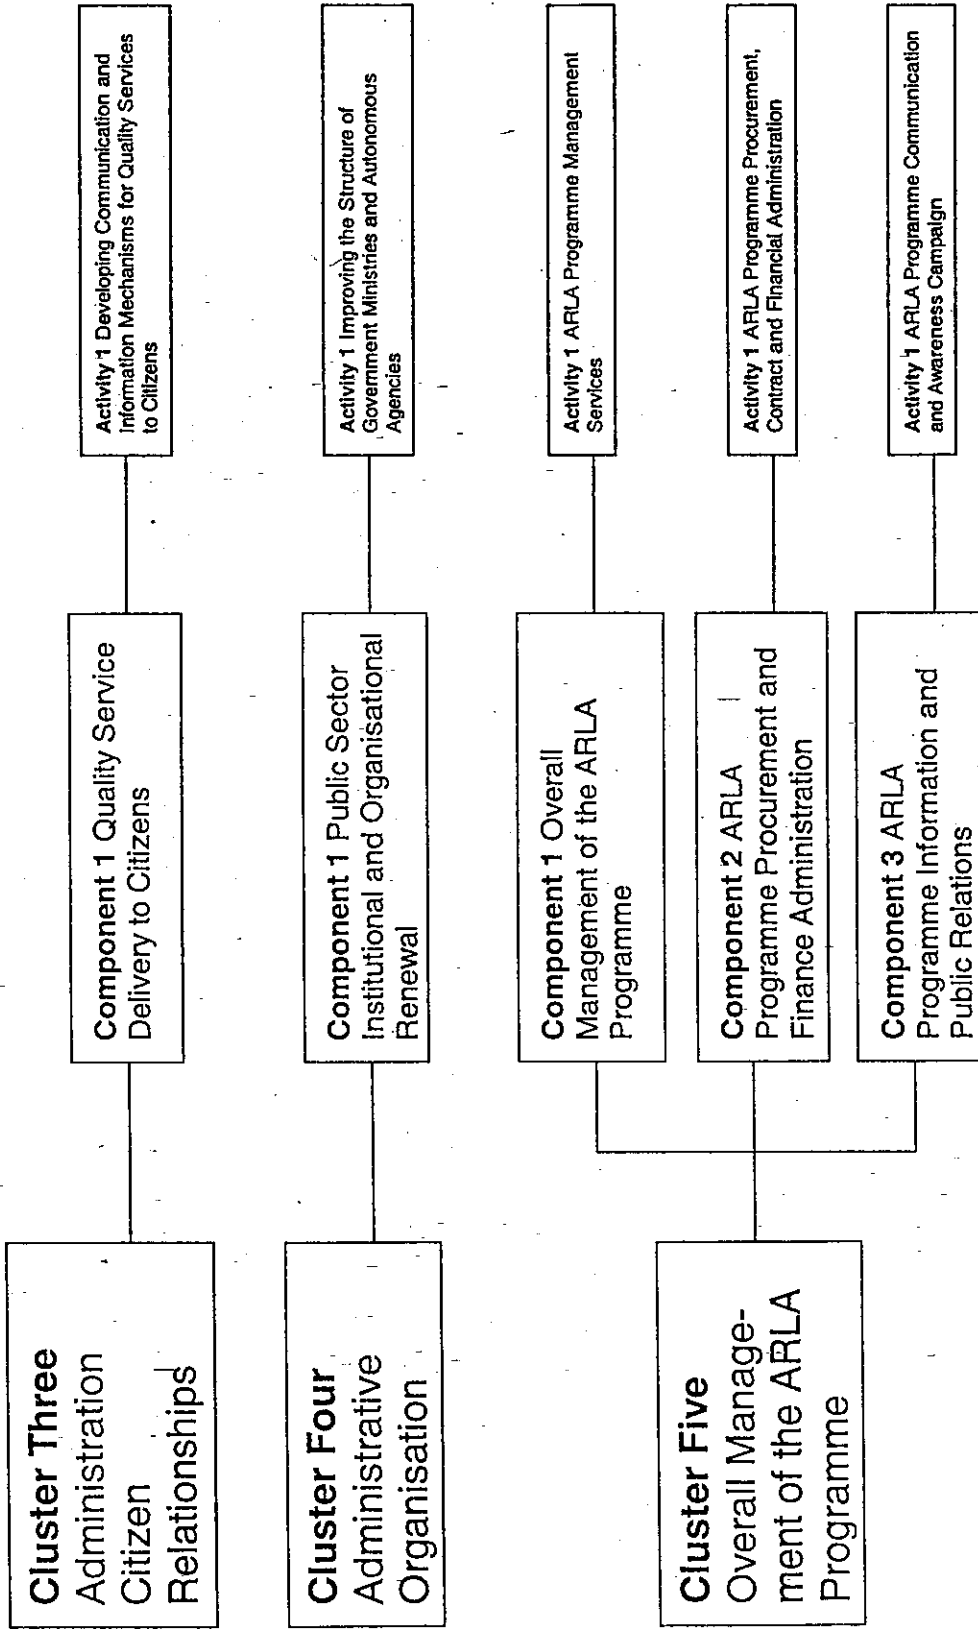 Cluster Three
Administration
Citizen
Relationships
Component 1 Quality Service
Delivery to Citizens
Activity 1 Developing Communication and
Information Mechanisms for Quality Services
to Citizens
Cluster Four
Administrative
Organisation
Component 1 Public Sector
Institutional and Organisational
Renewal
Activity 1 Improving the Structure of
Government Ministries and Autonomous
Agencies
Cluster Five
Overall Manage-
ment of the ARLA
Programme
Component 1 Overall
Management of the ARLA
Programme
Activity 1 ARLA Programme Management
Services
Component 2 ARLA
Programme Procurement and
Finance Administration
Activity 1 ARLA Programme Procurement,
Contract and Financial Administration
Component 3 ARLA
Programme Information and
Public Relations
Activity 1 ARLA Programme Communication
and Awareness Campaign